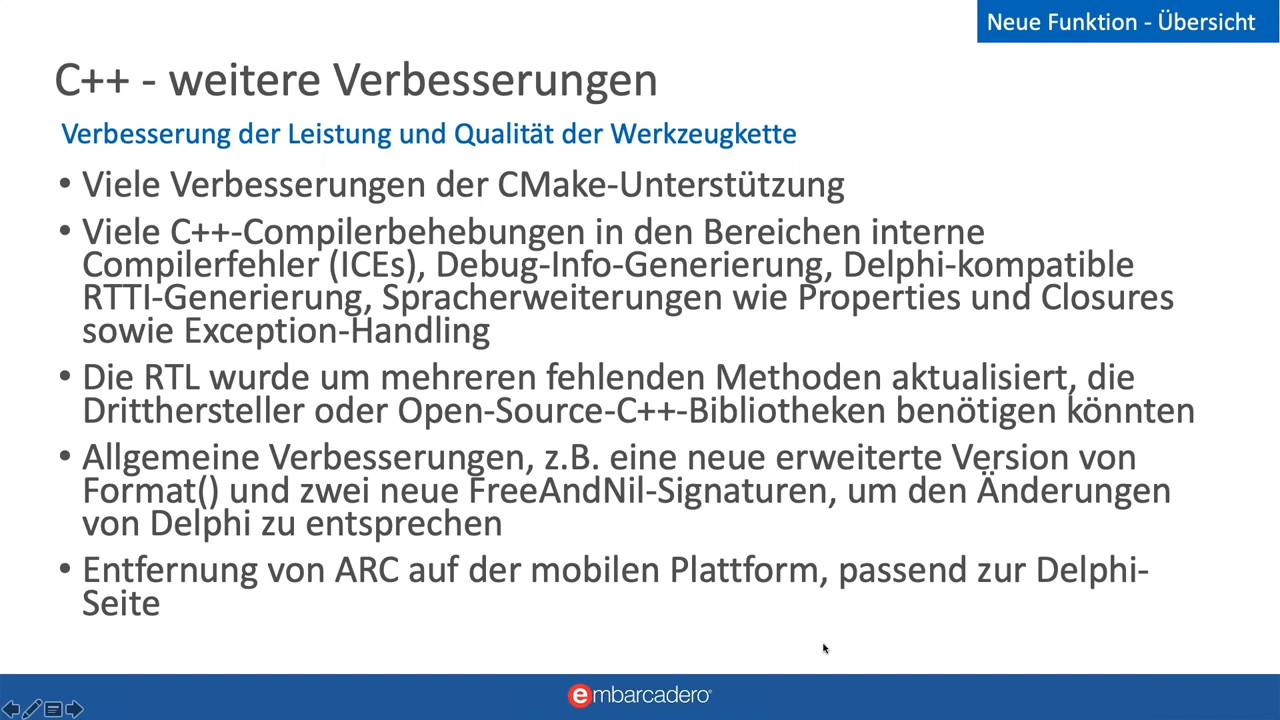 Neue Funktion - Übersicht
C++ - weitere Verbesserungen
Verbesserung der Leistung und Qualität der Werkzeugkette
• Viele Verbesserungen der CMake-Unterstützung
• Viele C++-Compilerbehebungen in den Bereichen interne
Compilerfehler (ICEs), Debug-Info-Generierung, Delphi-kompatible
RTTI-Generierung, Spracherweiterungen wie Properties und Closures
sowie Exception-Handling
• Die RTL wurde um mehreren fehlenden Methoden aktualisiert, die
Dritthersteller oder Open-Source-C++-Bibliotheken benötigen könnten
• Allgemeine Verbesserungen, z.B. eine neue erweiterte Version von
Format() und zwei neue FreeAndNil-Signaturen, um den Änderungen
von Delphi zu entsprechen
• Entfernung von ARC auf der mobilen Plattform, passend zur Delphi-
Seite
embarcadero®